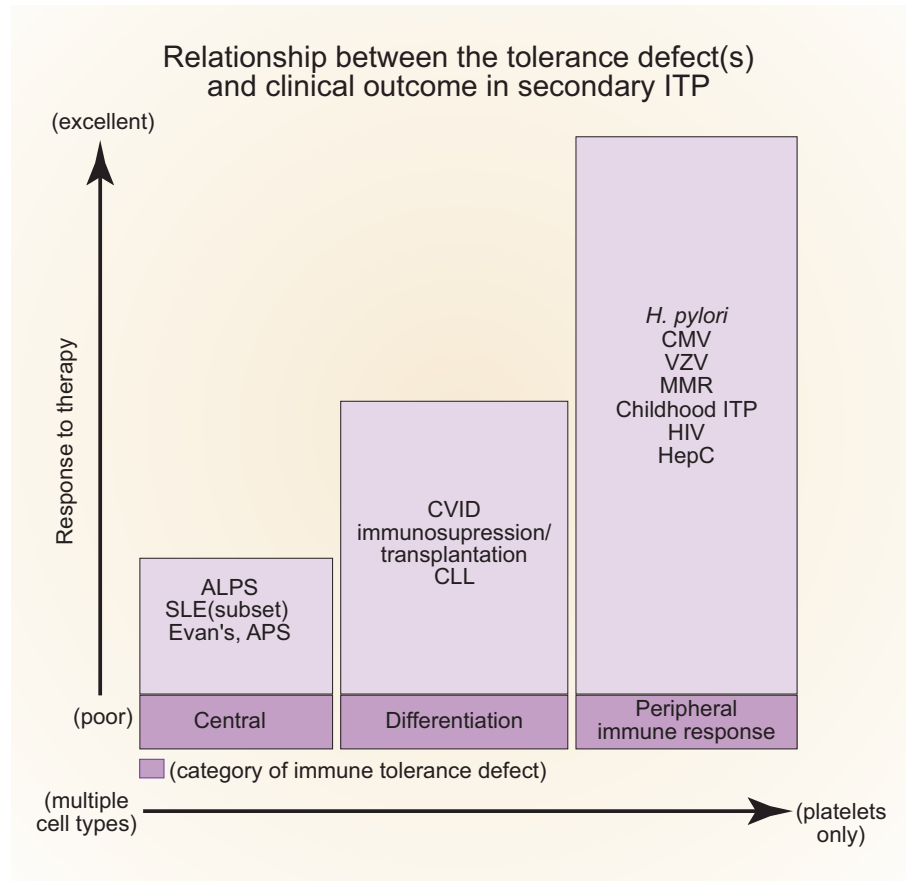 Relationship between the tolerance defect(s)
and clinical outcome in secondary ITP
(excellent)
Response to therapy
(poor)
ALPS
SLE(subset)
Evan's, APS
Central
CVID
immunosupression/
transplantation
CLL
Differentiation
H. pylori
CMV
VZV
MMR
Childhood ITP
HIV
HepC
Peripheral
immune response
(category of immune tolerance defect)
(multiple
cell types)
(platelets
only)